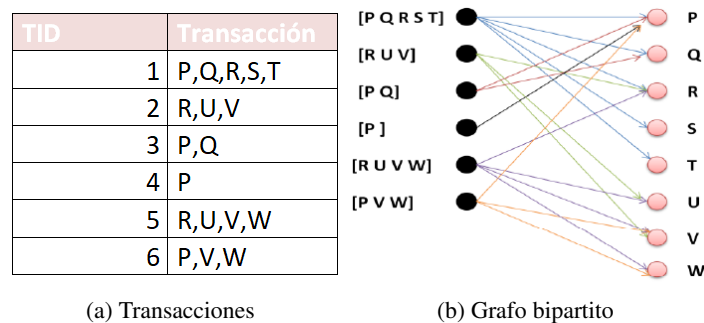 TID Transacción
1 P,Q,R,S,T
2 R,U,V
3 P,Q
4 P
5 R,U,V,W
6 P,V,W
(a) Transacciones
[P Q R S T] P
[R U V] Q
[P Q] R
[P ] S
[R U V W] T
[P V W] U
V
W
(b) Grafo bipartito